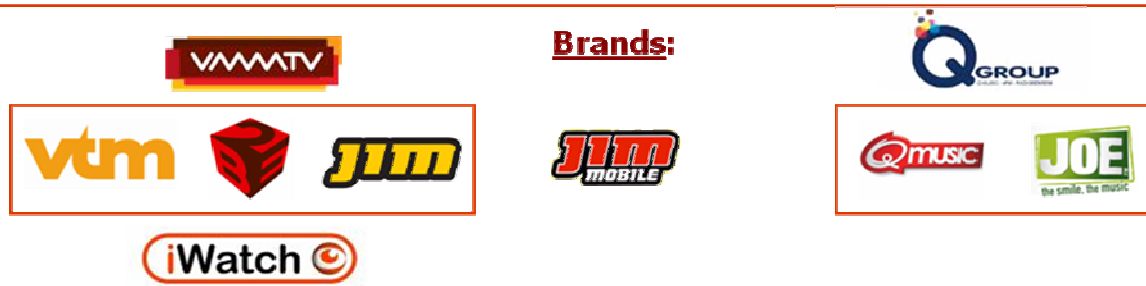 VMMATV
Brands:
Q GROUP
vtm
JIM
JIM MOBILE
Q MUSIC
JOE
the smile, the music
iWatch